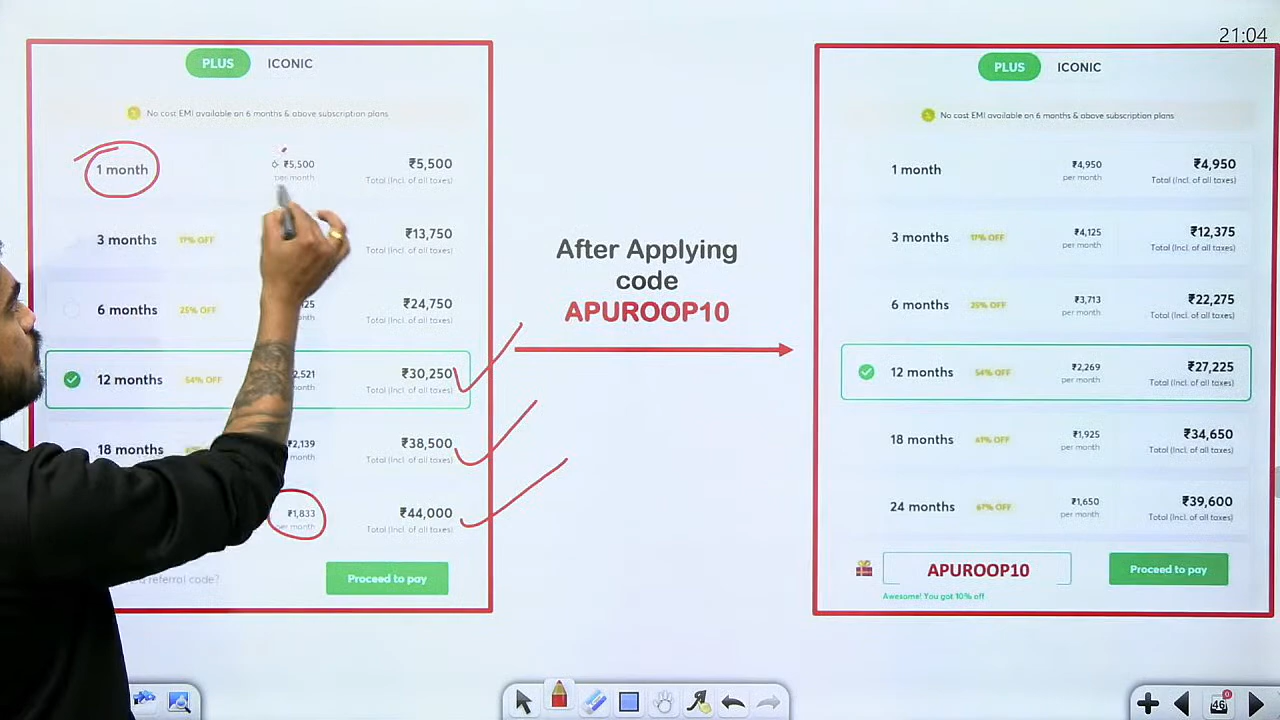 21:04
PLUS ICONIC
No cost EMI available on 6 months & above subscription plans
1 month ₹5,500 ₹5,500
per month Total (Incl. of all taxes)
3 months 17% OFF ₹13,750
Total (Incl. of all taxes)
6 months 25% OFF 25 ₹24,750
Total (Incl. of all taxes)
12 months 54% OFF 2,521 ₹30,250
month Total (Incl. of all taxes)
18 months ₹2,139 ₹38,500
month Total (Incl. of all taxes)
₹1,833 ₹44,000
per month Total (Incl. of all taxes)
a referral code? Proceed to pay
After Applying
code
APUROOP10
PLUS ICONIC
No cost EMI available on 6 months & above subscription plans
1 month ₹4,950 ₹4,950
per month Total (Incl. of all taxes)
3 months 17% OFF ₹4,125 ₹12,375
per month Total (Incl. of all taxes)
6 months 25% OFF ₹3,713 ₹22,275
per month Total (Incl. of all taxes)
12 months 54% OFF ₹2,269 ₹27,225
per month Total (Incl. of all taxes)
18 months 61% OFF ₹1,925 ₹34,650
per month Total (Incl. of all taxes)
24 months 67% OFF ₹1,650 ₹39,600
per month Total (Incl. of all taxes)
APUROOP10 Proceed to pay
Awesome! You got 10% off
46
0